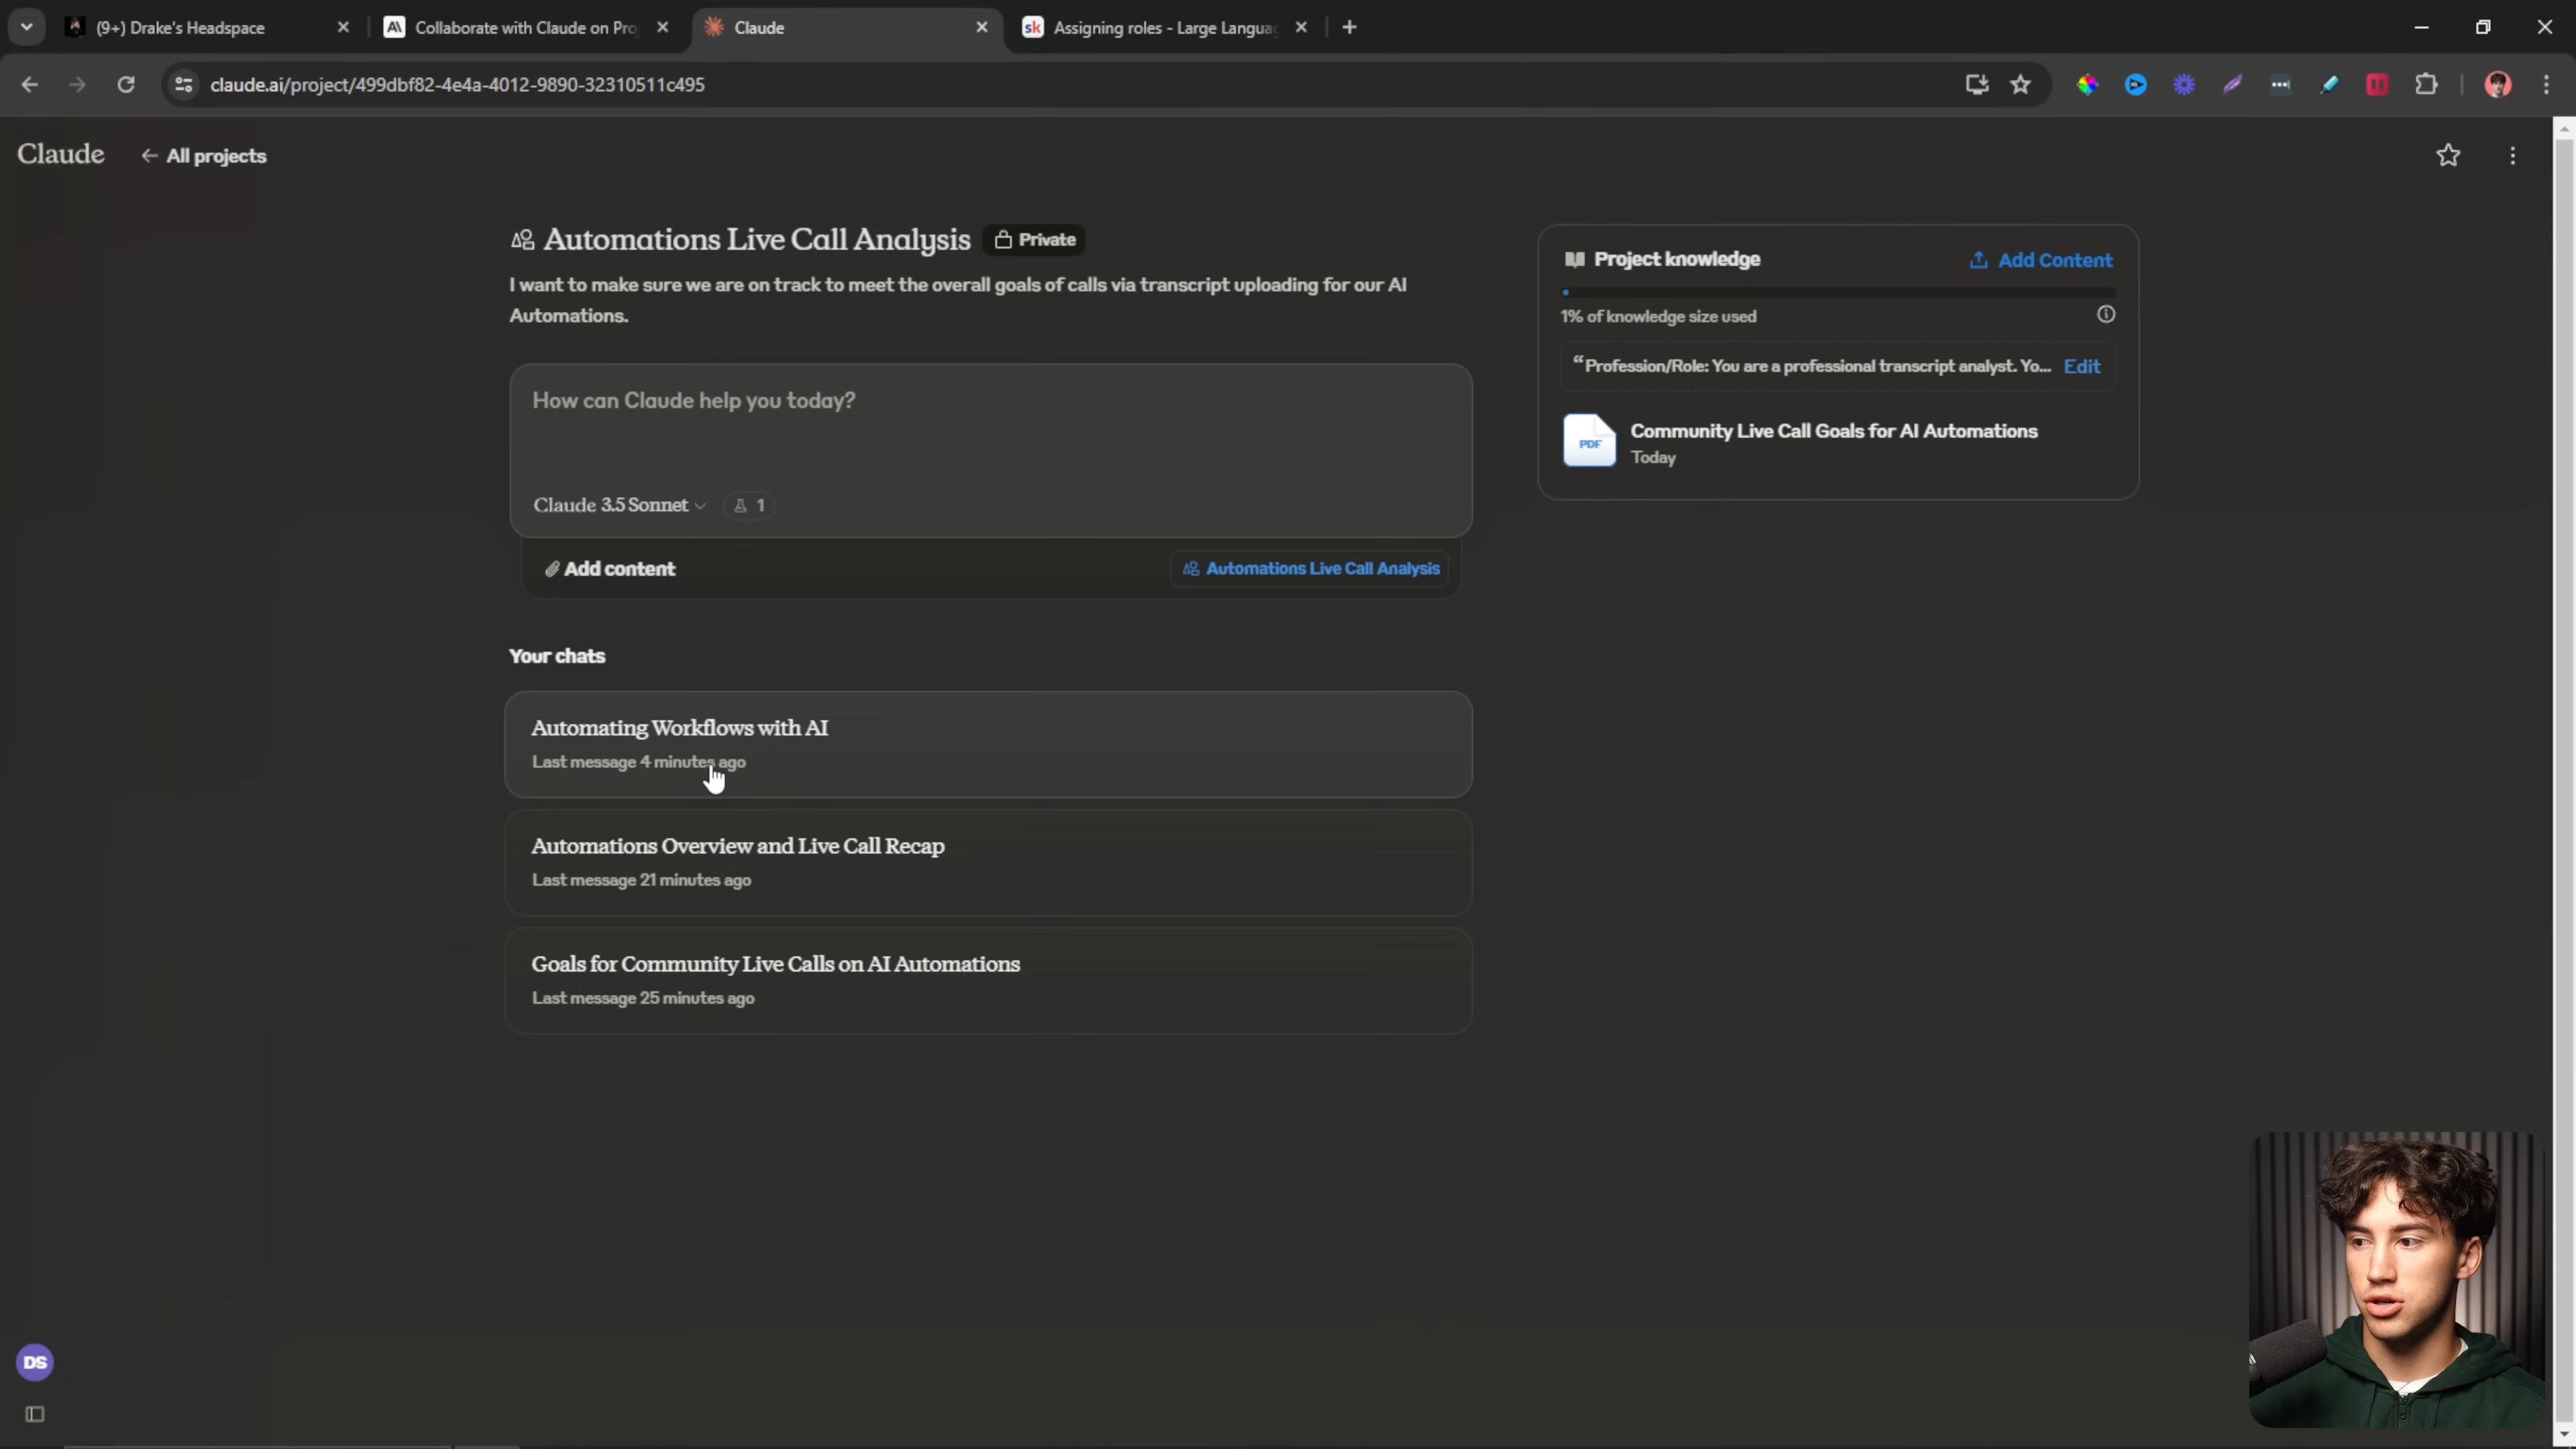 (9+) Drake's Headspace
Collaborate with Claude on Pro
Claude
sk
Assigning roles - Large Langua
claude.ai/project/499dbf82-4e4a-4012-9890-32310511c495
Claude
← All projects
Automations Live Call Analysis
Private
I want to make sure we are on track to meet the overall goals of calls via transcript uploading for our AI
Automations.
How can Claude help you today?
Claude 3.5 Sonnet
1
Add content
Automations Live Call Analysis
Project knowledge
Add Content
1% of knowledge size used
“Profession/Role: You are a professional transcript analyst. Yo...
Edit
PDF
Community Live Call Goals for AI Automations
Today
Your chats
Automating Workflows with AI
Last message 4 minutes ago
Automations Overview and Live Call Recap
Last message 21 minutes ago
Goals for Community Live Calls on AI Automations
Last message 25 minutes ago
DS